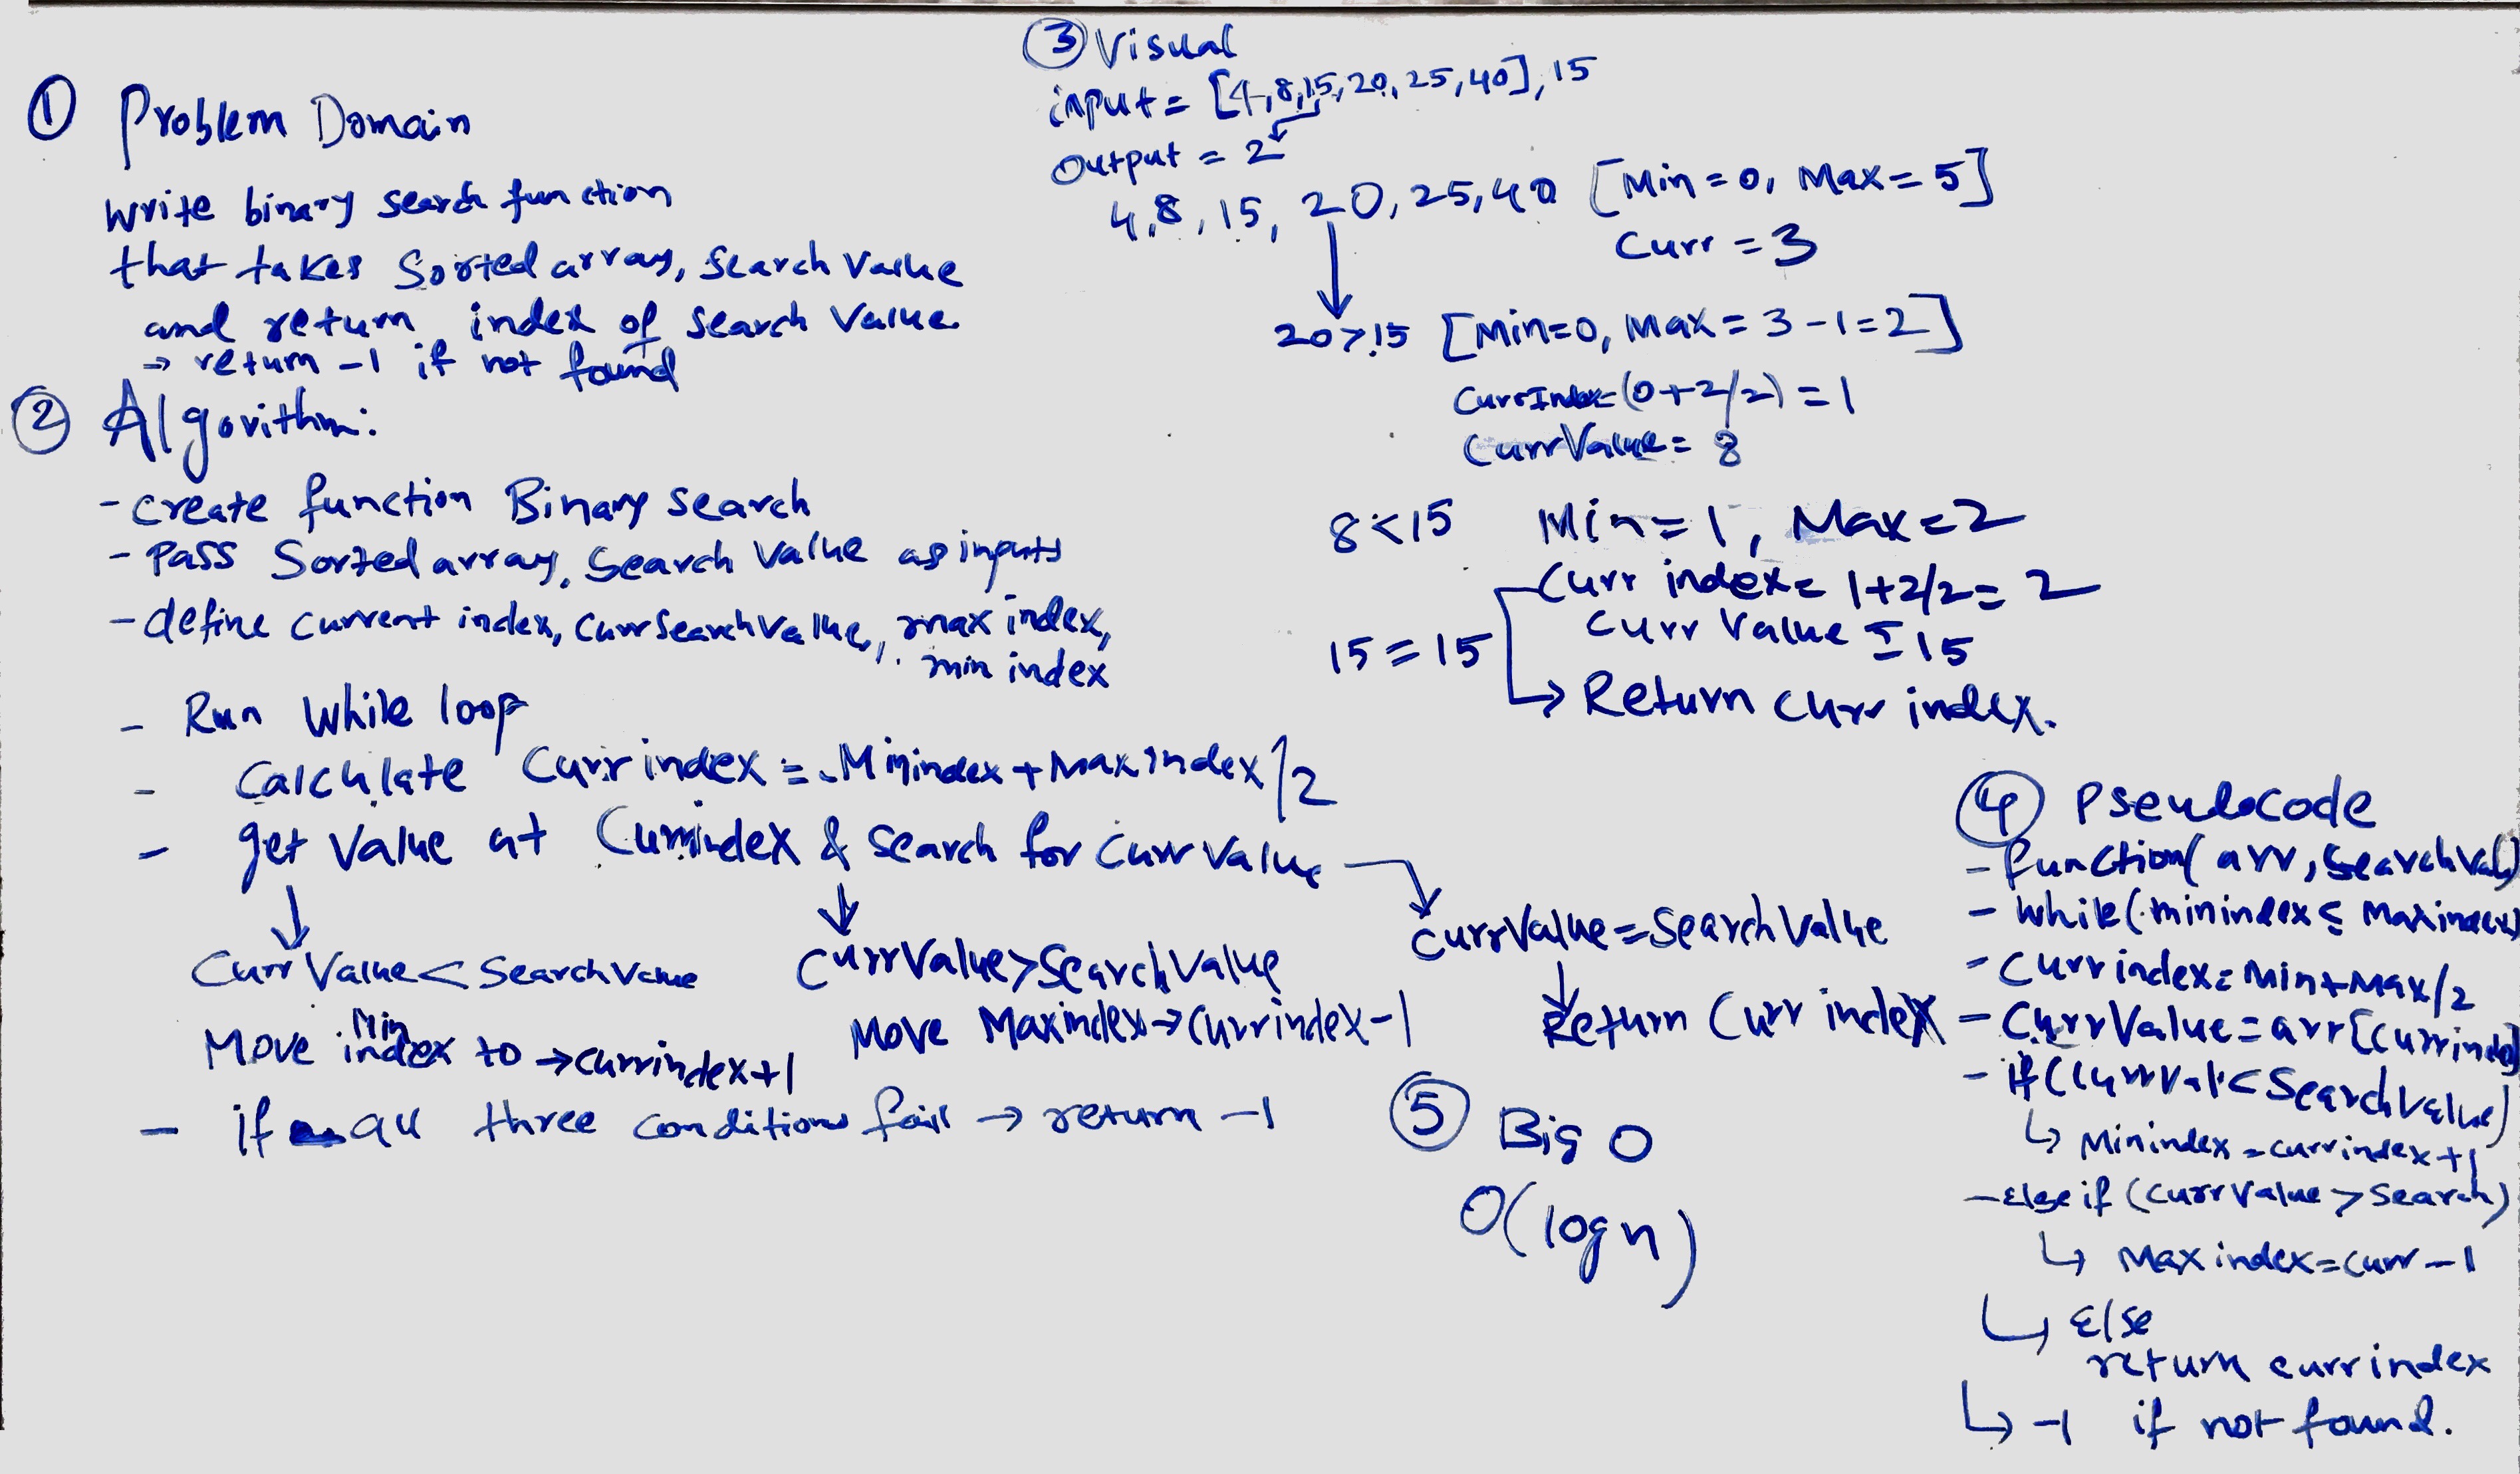 ① Problem Domain
Write binary search function
that takes Sorted array, Search Value
and return index of search Value
⇒ return -1 if not found
② Algorithm:
- Create function Binary Search
- Pass Sorted array, Search Value as inputs
- define current index, CurrSearchValue, max index,
min index
- Run While loop
- Calculate Curr index = Minindex + Maxindex/2
- get Value at Currindex & Search for Curr Value
CurrValue < SearchValue
Move Min index to → currindex+1
CurrValue > SearchValue
Move Maxindex → Currindex-1
CurrValue = Search Value
Return Curr index
- if all three conditions fail → return -1
③ Visual
input = [4,8,15,20,25,40], 15
Output = 2
4,8,15,20,25,40 [Min=0, Max=5]
Curr = 3
20>15 [Min=0, Max=3-1=2]
CurrIndex=(0+2/2)=1
CurrValue= 8
8<15 Min=1, Max=2
Curr index= 1+2/2= 2
Curr Value = 15
15=15
→ Return Curr index.
④ Pseudocode
- function( arr, SearchVal)
- While( minindex ≤ Maxindex)
- Currindex= Min+Max/2
- CurrValue= arr[Currindex]
- if (CurrVal < SearchValue)
↳ Minindex = currindex+1
- Else if (CurrValue > Search)
↳ Max index=Curr-1
↳ Else
return currindex
↳ -1 if not found.
⑤ Big O
O(log n)